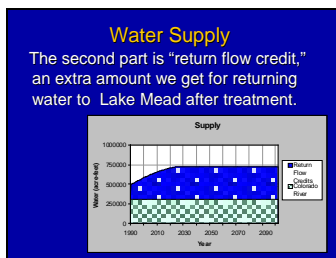 Water Supply
The second part is “return flow credit,”
an extra amount we get for returning
water to Lake Mead after treatment.
Supply
1000000
750000
500000
250000
0
Water (acre-feet)
1990 2010 2030 2050 2070 2090
Year
Return
Flow
Credits
Colorado
River